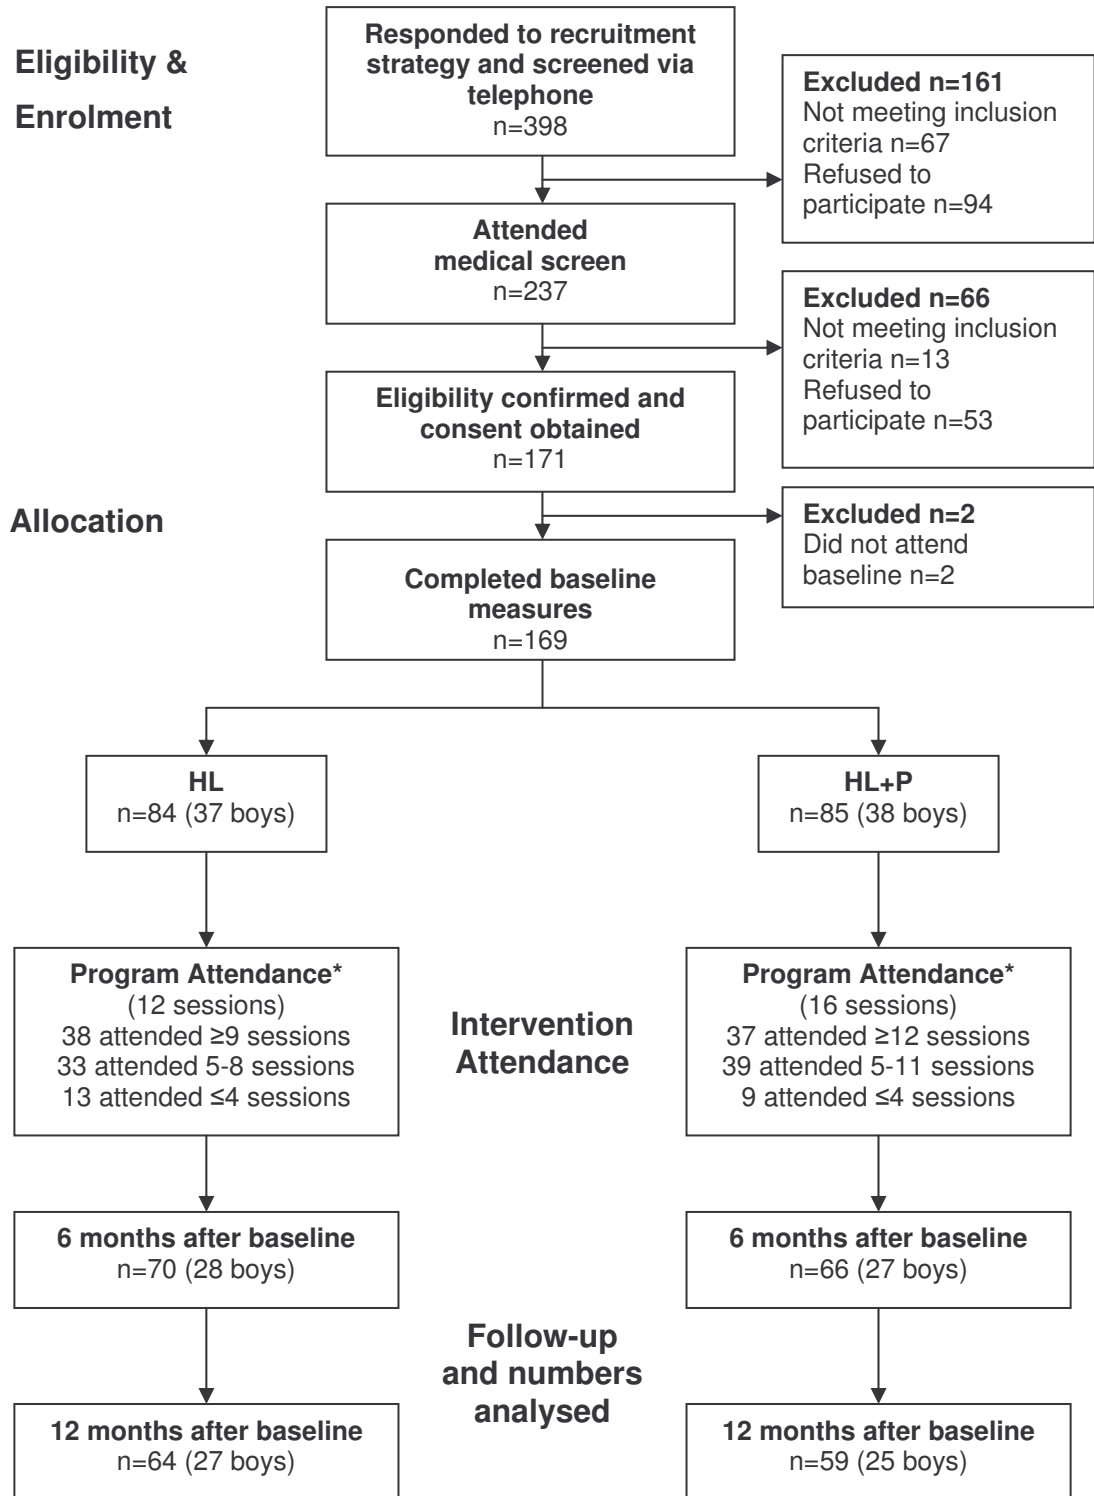 Eligibility &
Enrolment
Responded to recruitment
strategy and screened via
telephone
n=398
Excluded n=161
Not meeting inclusion
criteria n=67
Refused to
participate n=94
Attended
medical screen
n=237
Excluded n=66
Not meeting inclusion
criteria n=13
Refused to
participate n=53
Eligibility confirmed and
consent obtained
n=171
Allocation
Excluded n=2
Did not attend
baseline n=2
Completed baseline
measures
n=169
HL
n=84 (37 boys)
HL+P
n=85 (38 boys)
Program Attendance*
(12 sessions)
38 attended ≥9 sessions
33 attended 5-8 sessions
13 attended ≤4 sessions
Intervention
Attendance
Program Attendance*
(16 sessions)
37 attended ≥12 sessions
39 attended 5-11 sessions
9 attended ≤4 sessions
6 months after baseline
n=70 (28 boys)
6 months after baseline
n=66 (27 boys)
Follow-up
and numbers
analysed
12 months after baseline
n=64 (27 boys)
12 months after baseline
n=59 (25 boys)